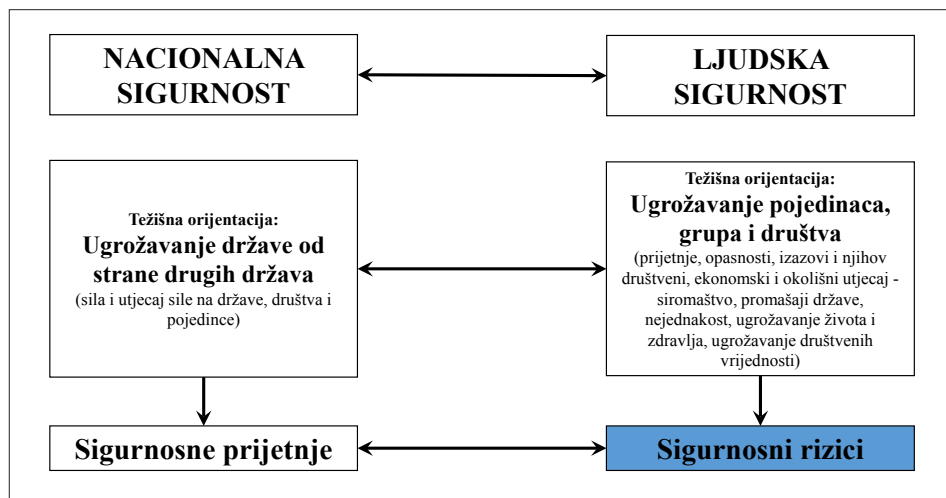 NACIONALNA
SIGURNOST
LJUDSKA
SIGURNOST
Težišna orijentacija:
Ugrožavanje države od
strane drugih država
(sila i utjecaj sile na države, društva i
pojedince)
Težišna orijentacija:
Ugrožavanje pojedinaca,
grupa i društva
(prijetnje, opasnosti, izazovi i njihov
društveni, ekonomski i okolišni utjecaj -
siromaštvo, promašaji države,
nejednakost, ugrožavanje života i
zdravlja, ugrožavanje društvenih
vrijednosti)
Sigurnosne prijetnje
Sigurnosni rizici